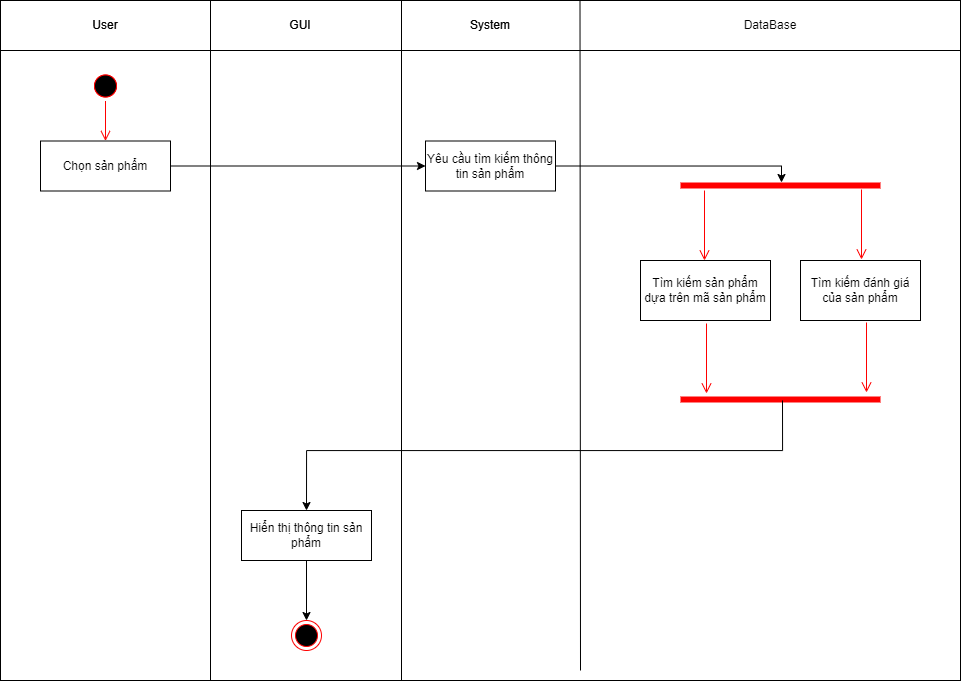 User
GUI
System
DataBase
Chọn sản phẩm
Yêu cầu tìm kiếm thông
tin sản phẩm
Tìm kiếm sản phẩm
dựa trên mã sản phẩm
Tìm kiếm đánh giá
của sản phẩm
Hiển thị thông tin sản
phẩm